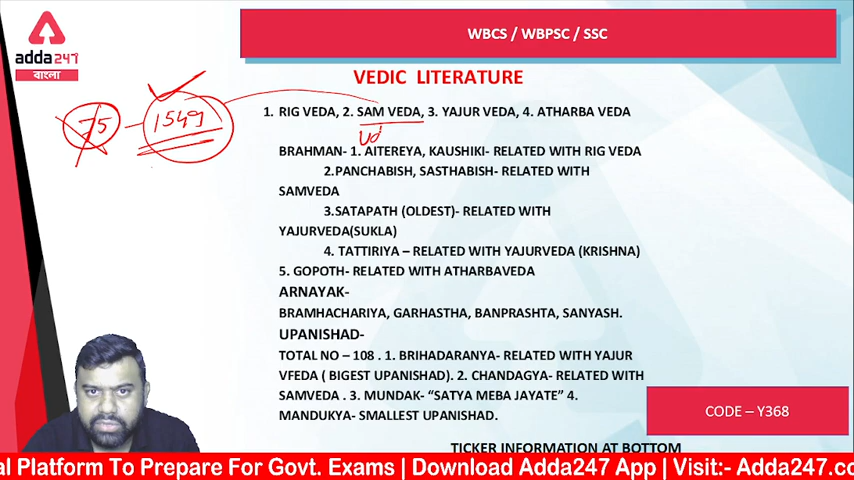 adda247
বাংলা
WBCS / WBPSC / SSC
VEDIC LITERATURE
75 - 1549
1. RIG VEDA, 2. SAM VEDA, 3. YAJUR VEDA, 4. ATHARBA VEDA
BRAHMAN- 1. AITEREYA, KAUSHIKI- RELATED WITH RIG VEDA
2.PANCHABISH, SASTHABISH- RELATED WITH
SAMVEDA
3.SATAPATH (OLDEST)- RELATED WITH
YAJURVEDA(SUKLA)
4. TATTIRIYA – RELATED WITH YAJURVEDA (KRISHNA)
5. GOPOTH- RELATED WITH ATHARBAVEDA
ARNAYAK-
BRAMHACHARIYA, GARHASTHA, BANPRASHTA, SANYASH.
UPANISHAD-
TOTAL NO – 108 . 1. BRIHADARANYA- RELATED WITH YAJUR
VFEDA ( BIGEST UPANISHAD). 2. CHANDAGYA- RELATED WITH
SAMVEDA . 3. MUNDAK- “SATYA MEBA JAYATE” 4.
MANDUKYA- SMALLEST UPANISHAD.
CODE – Y368
TICKER INFORMATION AT BOTTOM
al Platform To Prepare For Govt. Exams | Download Adda247 App | Visit:- Adda247.co